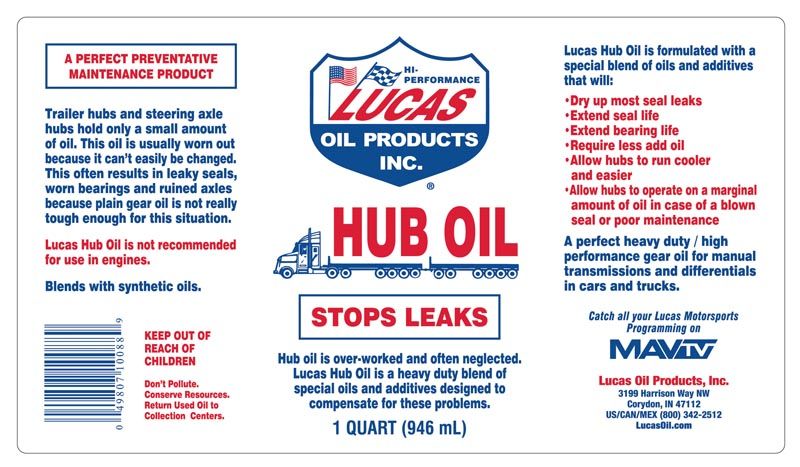 A PERFECT PREVENTATIVE
MAINTENANCE PRODUCT
Trailer hubs and steering axle
hubs hold only a small amount
of oil. This oil is usually worn out
because it can't easily be changed.
This often results in leaky seals,
worn bearings and ruined axles
because plain gear oil is not really
tough enough for this situation.
Lucas Hub Oil is not recommended
for use in engines.
Blends with synthetic oils.
0 49807 10088 9
KEEP OUT OF
REACH OF
CHILDREN
Don't Pollute.
Conserve Resources.
Return Used Oil to
Collection Centers.
HI-
PERFORMANCE
LUCAS
OIL PRODUCTS
INC.
®
HUB OIL
STOPS LEAKS
Hub oil is over-worked and often neglected.
Lucas Hub Oil is a heavy duty blend of
special oils and additives designed to
compensate for these problems.
1 QUART (946 mL)
Lucas Hub Oil is formulated with a
special blend of oils and additives
that will:
•Dry up most seal leaks
•Extend seal life
•Extend bearing life
•Require less add oil
•Allow hubs to run cooler
and easier
•Allow hubs to operate on a marginal
amount of oil in case of a blown
seal or poor maintenance
A perfect heavy duty / high
performance gear oil for manual
transmissions and differentials
in cars and trucks.
Catch all your Lucas Motorsports
Programming on
MAVTV
Lucas Oil Products, Inc.
3199 Harrison Way NW
Corydon, IN 47112
US/CAN/MEX (800) 342-2512
LucasOil.com